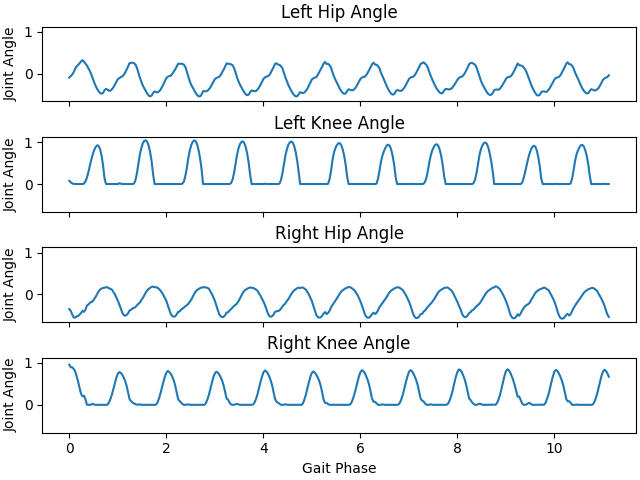 Left Hip Angle
Joint Angle
1
0
Left Knee Angle
Joint Angle
1
0
Right Hip Angle
Joint Angle
1
0
Right Knee Angle
Joint Angle
1
0
0 2 4 6 8 10
Gait Phase